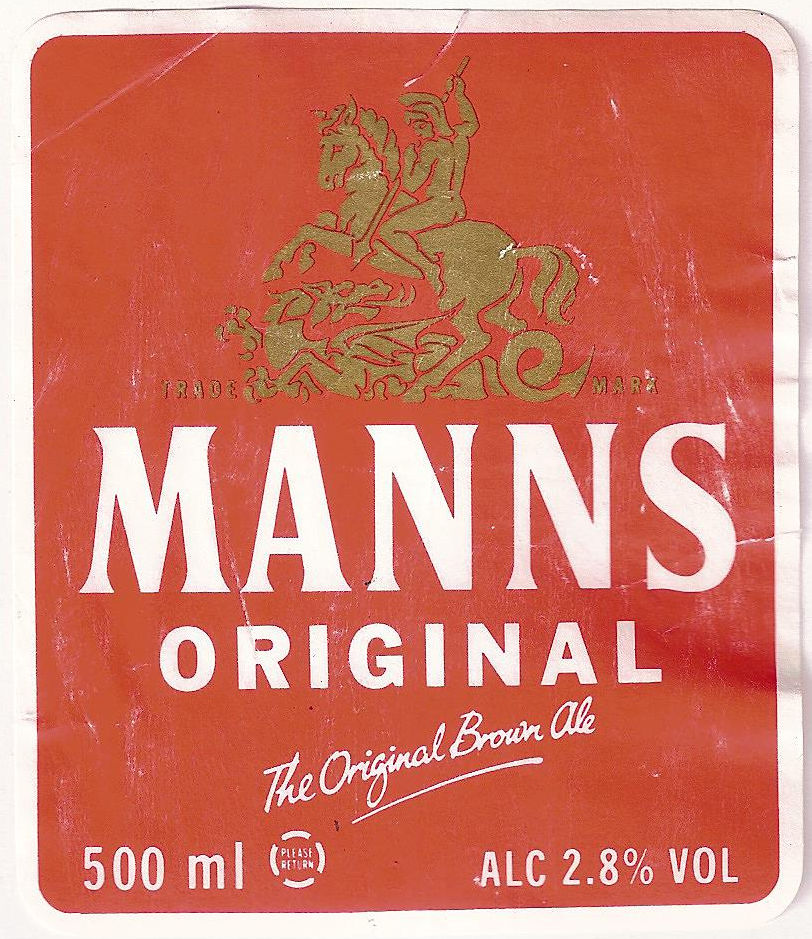 TRADE MARK
MANNS
ORIGINAL
The Original Brown Ale
500 ml
PLEASE
RETURN
ALC 2.8% VOL